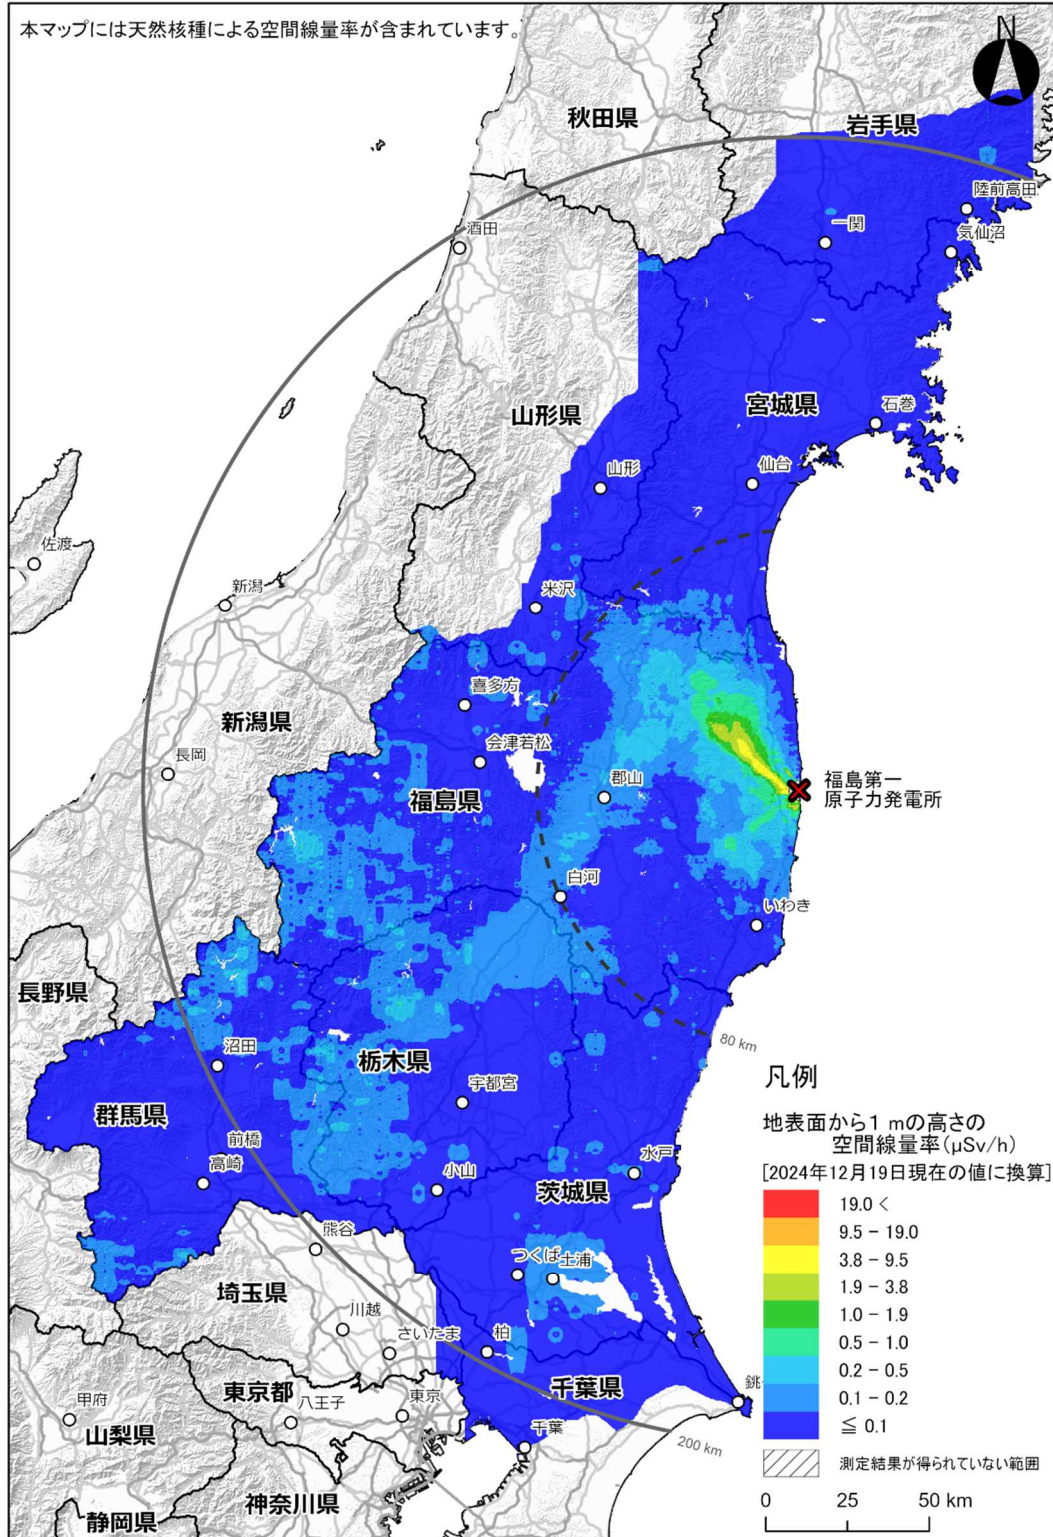 本マップには天然核種による空間線量率が含まれています。
N
秋田県
岩手県
陸前高田
酒田
一関
気仙沼
宮城県
石巻
山形県
山形
仙台
佐渡
新潟
米沢
喜多方
新潟県
会津若松
長岡
福島県
郡山
福島第一
原子力発電所
白河
いわき
長野県
80 km
沼田
栃木県
宇都宮
群馬県
前橋
高崎
小山
水戸
茨城県
熊谷
つくば
土浦
埼玉県
川越
さいたま
柏
東京都
千葉県
甲府
八王子
東京
銚
山梨県
千葉
200 km
神奈川県
静岡県
凡例
地表面から1 mの高さの
空間線量率(μSv/h)
[2024年12月19日現在の値に換算]
19.0 <
9.5 - 19.0
3.8 - 9.5
1.9 - 3.8
1.0 - 1.9
0.5 - 1.0
0.2 - 0.5
0.1 - 0.2
≦ 0.1
測定結果が得られていない範囲
0 25 50 km